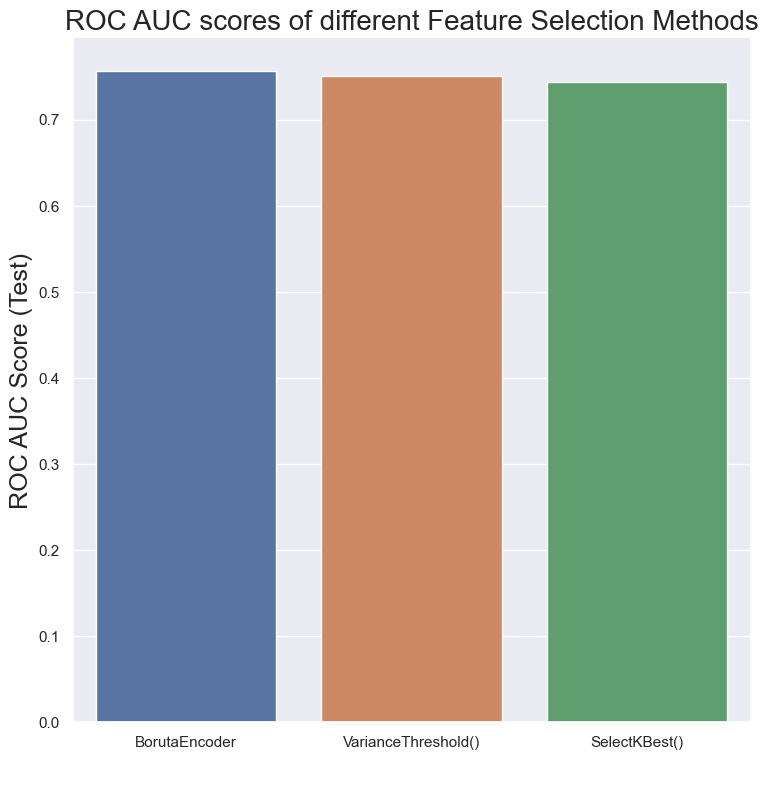 ROC AUC scores of different Feature Selection Methods
ROC AUC Score (Test)
0.7
0.6
0.5
0.4
0.3
0.2
0.1
0.0
BorutaEncoder
VarianceThreshold()
SelectKBest()